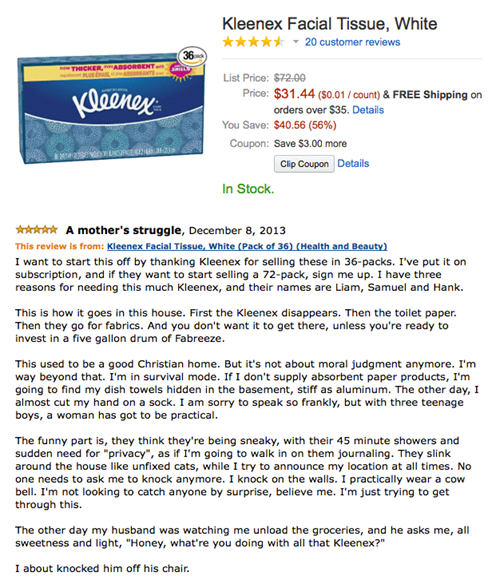 Kleenex Facial Tissue, White
20 customer reviews
36 pack
now THICKER, more ABSORBENT
Kleenex
List Price: $72.00
Price: $31.44 ($0.01 / count) & FREE Shipping on
orders over $35. Details
You Save: $40.56 (56%)
Coupon: Save $3.00 more
Clip Coupon Details
In Stock.
A mother's struggle, December 8, 2013
This review is from: Kleenex Facial Tissue, White (Pack of 36) (Health and Beauty)
I want to start this off by thanking Kleenex for selling these in 36-packs. I've put it on
subscription, and if they want to start selling a 72-pack, sign me up. I have three
reasons for needing this much Kleenex, and their names are Liam, Samuel and Hank.
This is how it goes in this house. First the Kleenex disappears. Then the toilet paper.
Then they go for fabrics. And you don't want it to get there, unless you're ready to
invest in a five gallon drum of Fabreeze.
This used to be a good Christian home. But it's not about moral judgment anymore. I'm
way beyond that. I'm in survival mode. If I don't supply absorbent paper products, I'm
going to find my dish towels hidden in the basement, stiff as aluminum. The other day, I
almost cut my hand on a sock. I am sorry to speak so frankly, but with three teenage
boys, a woman has got to be practical.
The funny part is, they think they're being sneaky, with their 45 minute showers and
sudden need for "privacy", as if I'm going to walk in on them journaling. They slink
around the house like unfixed cats, while I try to announce my location at all times. No
one needs to ask me to knock anymore. I knock on the walls. I practically wear a cow
bell. I'm not looking to catch anyone by surprise, believe me. I'm just trying to get
through this.
The other day my husband was watching me unload the groceries, and he asks me, all
sweetness and light, "Honey, what're you doing with all that Kleenex?"
I about knocked him off his chair.